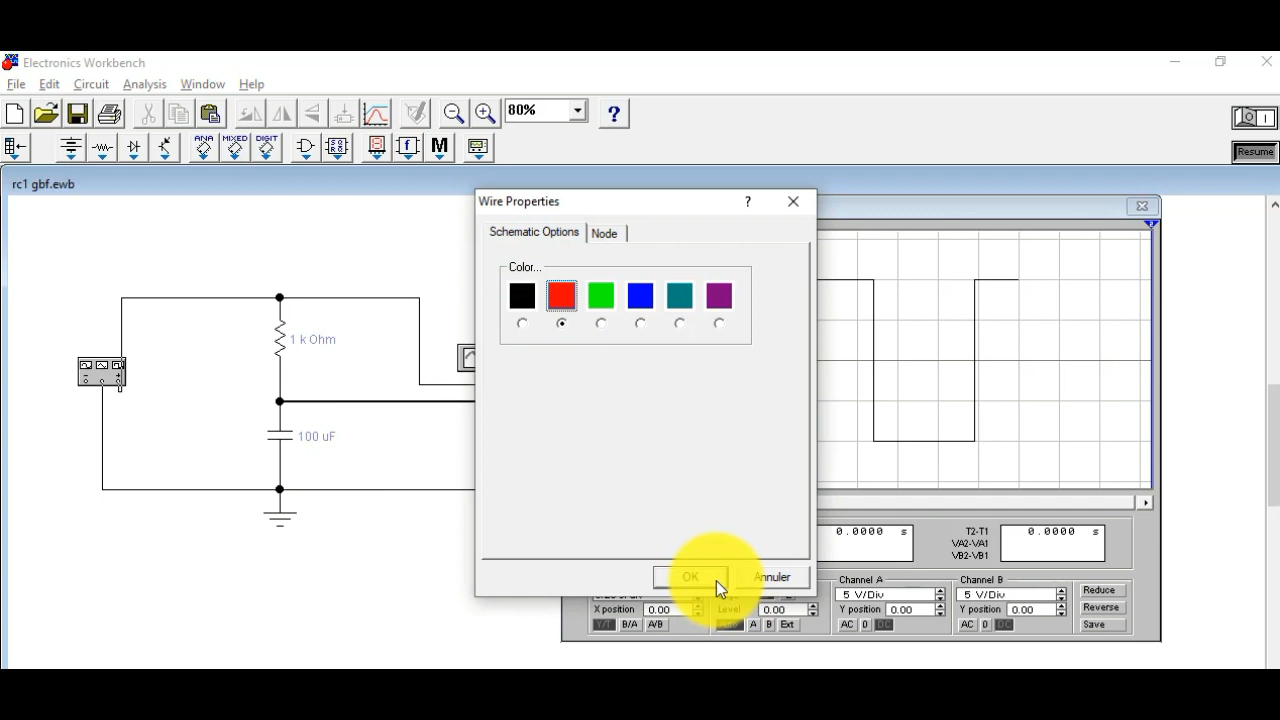 Electronics Workbench
File Edit Circuit Analysis Window Help
80%
?
ANA MIXED DIGIT
M
Resume
rc1 gbf.ewb
Wire Properties
?
Schematic Options
Node
Color...
1 k Ohm
100 uF
OK
Annuler
0.0000 s
T2-T1
VA2-VA1
VB2-VB1
0.0000 s
X position 0.00
Y/T B/A A/B
Level 0.00
A B Ext
Channel A
5 V/Div
Y position 0.00
AC 0 DC
Channel B
5 V/Div
Y position 0.00
AC 0 DC
Reduce
Reverse
Save